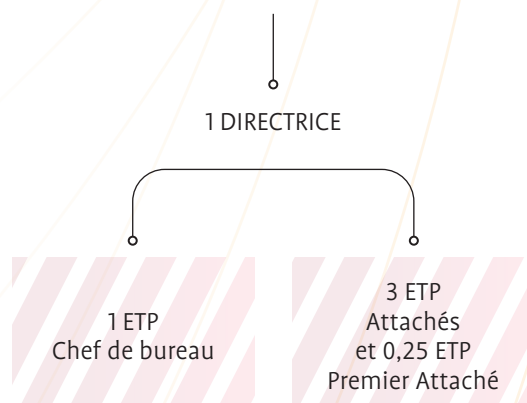 1 DIRECTRICE
1 ETP
Chef de bureau
3 ETP
Attachés
et 0,25 ETP
Premier Attaché